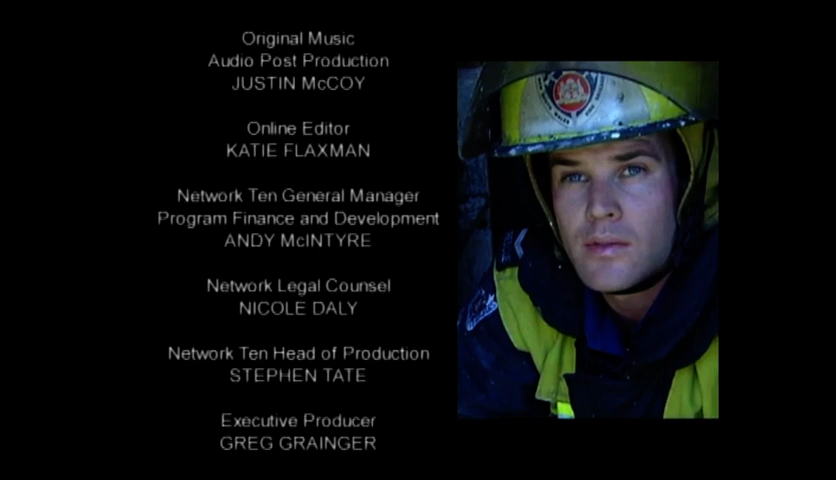 Original Music
Audio Post Production
JUSTIN McCOY
Online Editor
KATIE FLAXMAN
Network Ten General Manager
Program Finance and Development
ANDY McINTYRE
Network Legal Counsel
NICOLE DALY
Network Ten Head of Production
STEPHEN TATE
Executive Producer
GREG GRAINGER